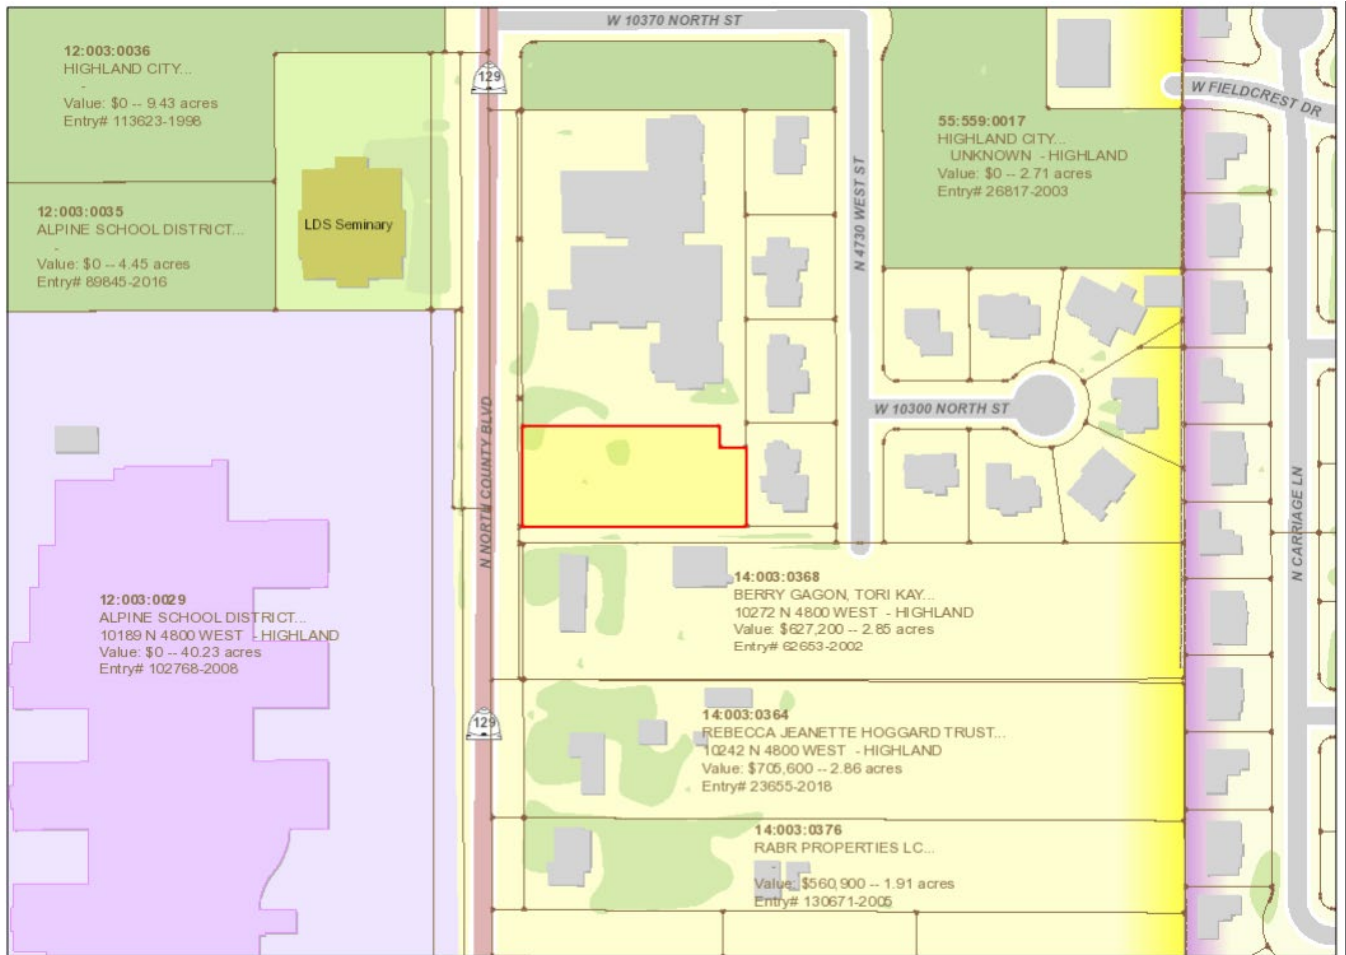 W 10370 NORTH ST
12:003:0036
HIGHLAND CITY...
-
Value: $0 -- 9.43 acres
Entry# 113623-1998
129
W FIELDCREST DR
55:559:0017
HIGHLAND CITY...
UNKNOWN - HIGHLAND
Value: $0 -- 2.71 acres
Entry# 26817-2003
12:003:0035
ALPINE SCHOOL DISTRICT...
-
Value: $0 -- 4.45 acres
Entry# 89845-2016
LDS Seminary
N 4730 WEST ST
W 10300 NORTH ST
N NORTH COUNTY BLVD
N CARRIAGE LN
12:003:0029
ALPINE SCHOOL DISTRICT...
10189 N 4800 WEST - HIGHLAND
Value: $0 -- 40.23 acres
Entry# 102768-2008
14:003:0368
BERRY GAGON, TORI KAY...
10272 N 4800 WEST - HIGHLAND
Value: $627,200 -- 2.85 acres
Entry# 62653-2002
129
14:003:0364
REBECCA JEANETTE HOGGARD TRUST...
10242 N 4800 WEST - HIGHLAND
Value: $705,600 -- 2.86 acres
Entry# 23655-2018
14:003:0376
RABR PROPERTIES LC...
-
Value: $560,900 -- 1.91 acres
Entry# 130671-2005